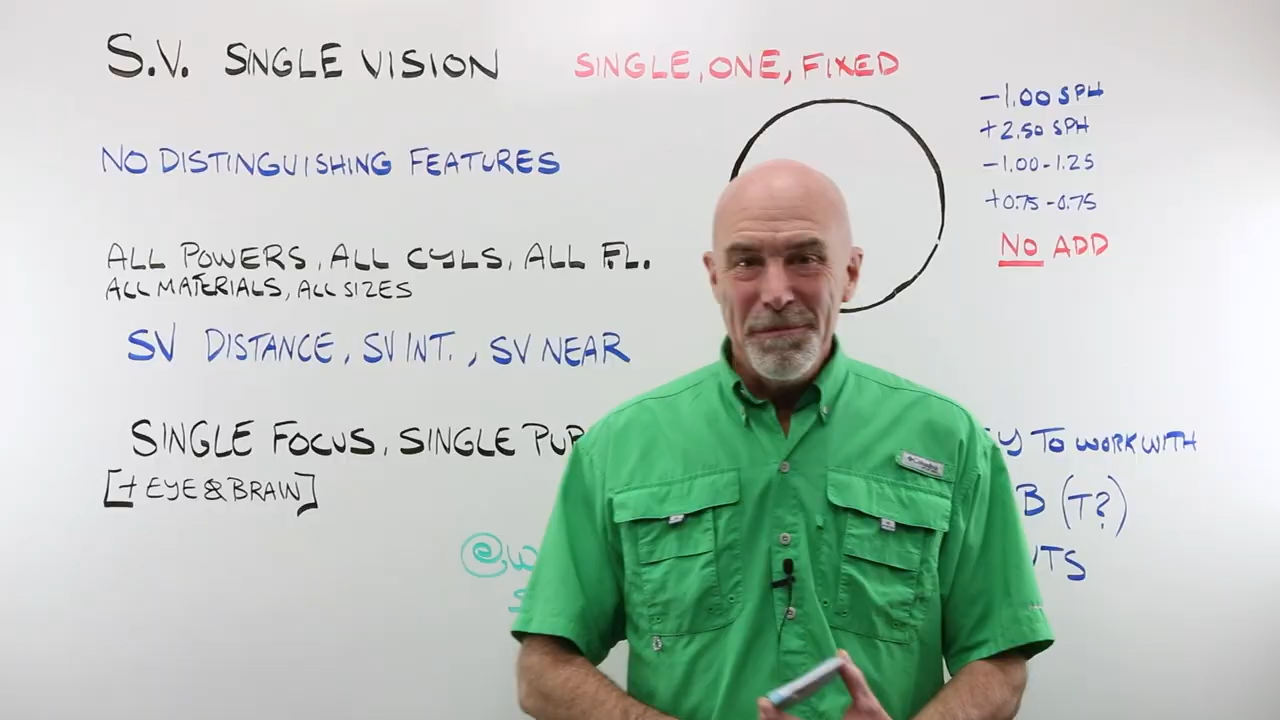 S.V. SINGLE VISION
SINGLE, ONE, FIXED
-1.00 SPH
+2.50 SPH
-1.00-1.25
+0.75-0.75
NO ADD
NO DISTINGUISHING FEATURES
ALL POWERS, ALL CYLS, ALL FL.
ALL MATERIALS, ALL SIZES
SV DISTANCE, SV INT., SV NEAR
SINGLE FOCUS, SINGLE
[+ EYE & BRAIN]
TO WORK WITH
B (T?)
Columbia